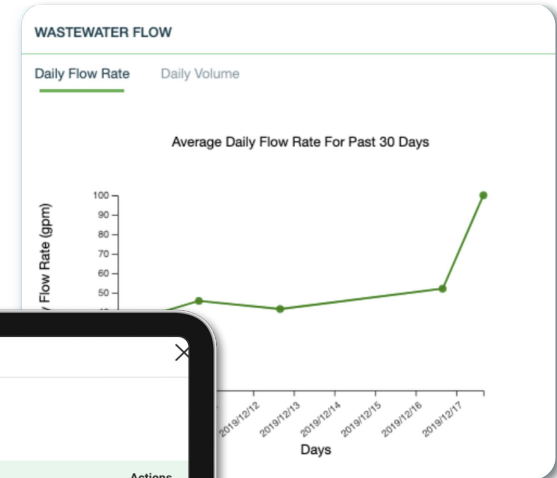 WASTEWATER FLOW
Daily Flow Rate Daily Volume
Average Daily Flow Rate For Past 30 Days
Flow Rate (gpm)
100
90
80
70
60
50
2019/12/12 2019/12/13 2019/12/14 2019/12/15 2019/12/16 2019/12/17
Days
Actions